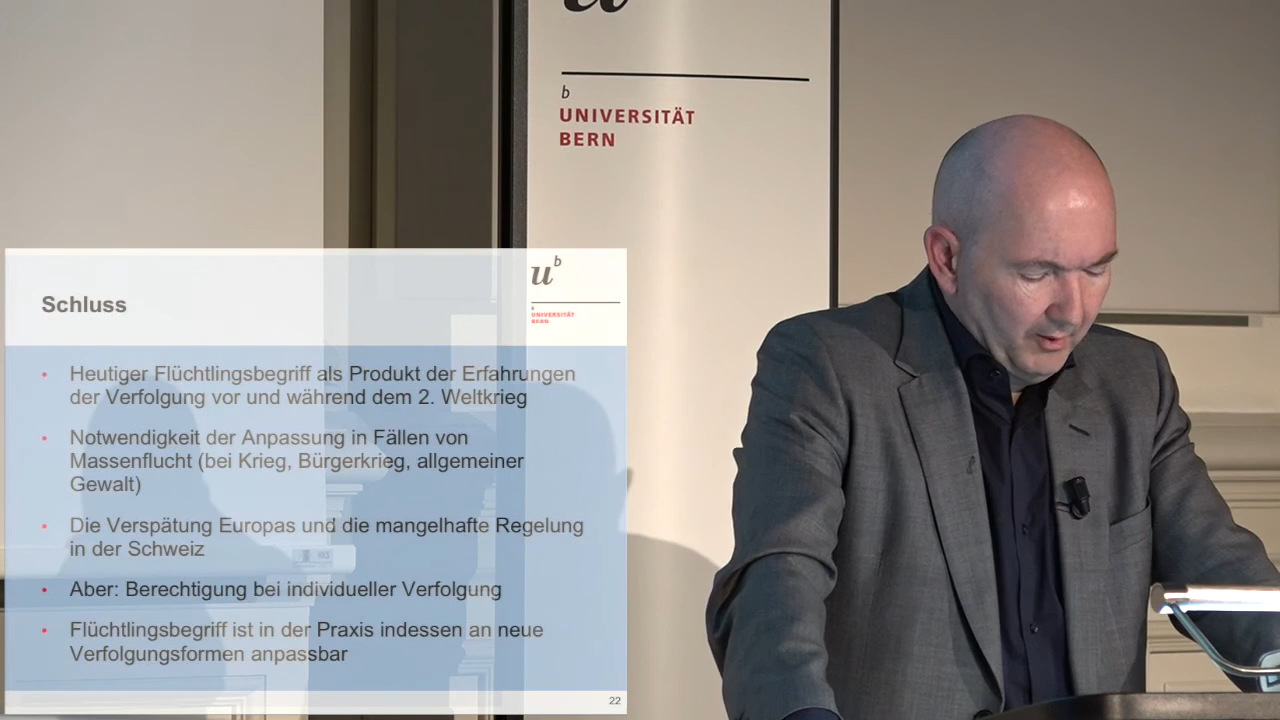 b
UNIVERSITÄT
BERN
u b
b
UNIVERSITÄT
BERN
Schluss
• Heutiger Flüchtlingsbegriff als Produkt der Erfahrungen
der Verfolgung vor und während dem 2. Weltkrieg
• Notwendigkeit der Anpassung in Fällen von
Massenflucht (bei Krieg, Bürgerkrieg, allgemeiner
Gewalt)
• Die Verspätung Europas und die mangelhafte Regelung
in der Schweiz
• Aber: Berechtigung bei individueller Verfolgung
• Flüchtlingsbegriff ist in der Praxis indessen an neue
Verfolgungsformen anpassbar
22